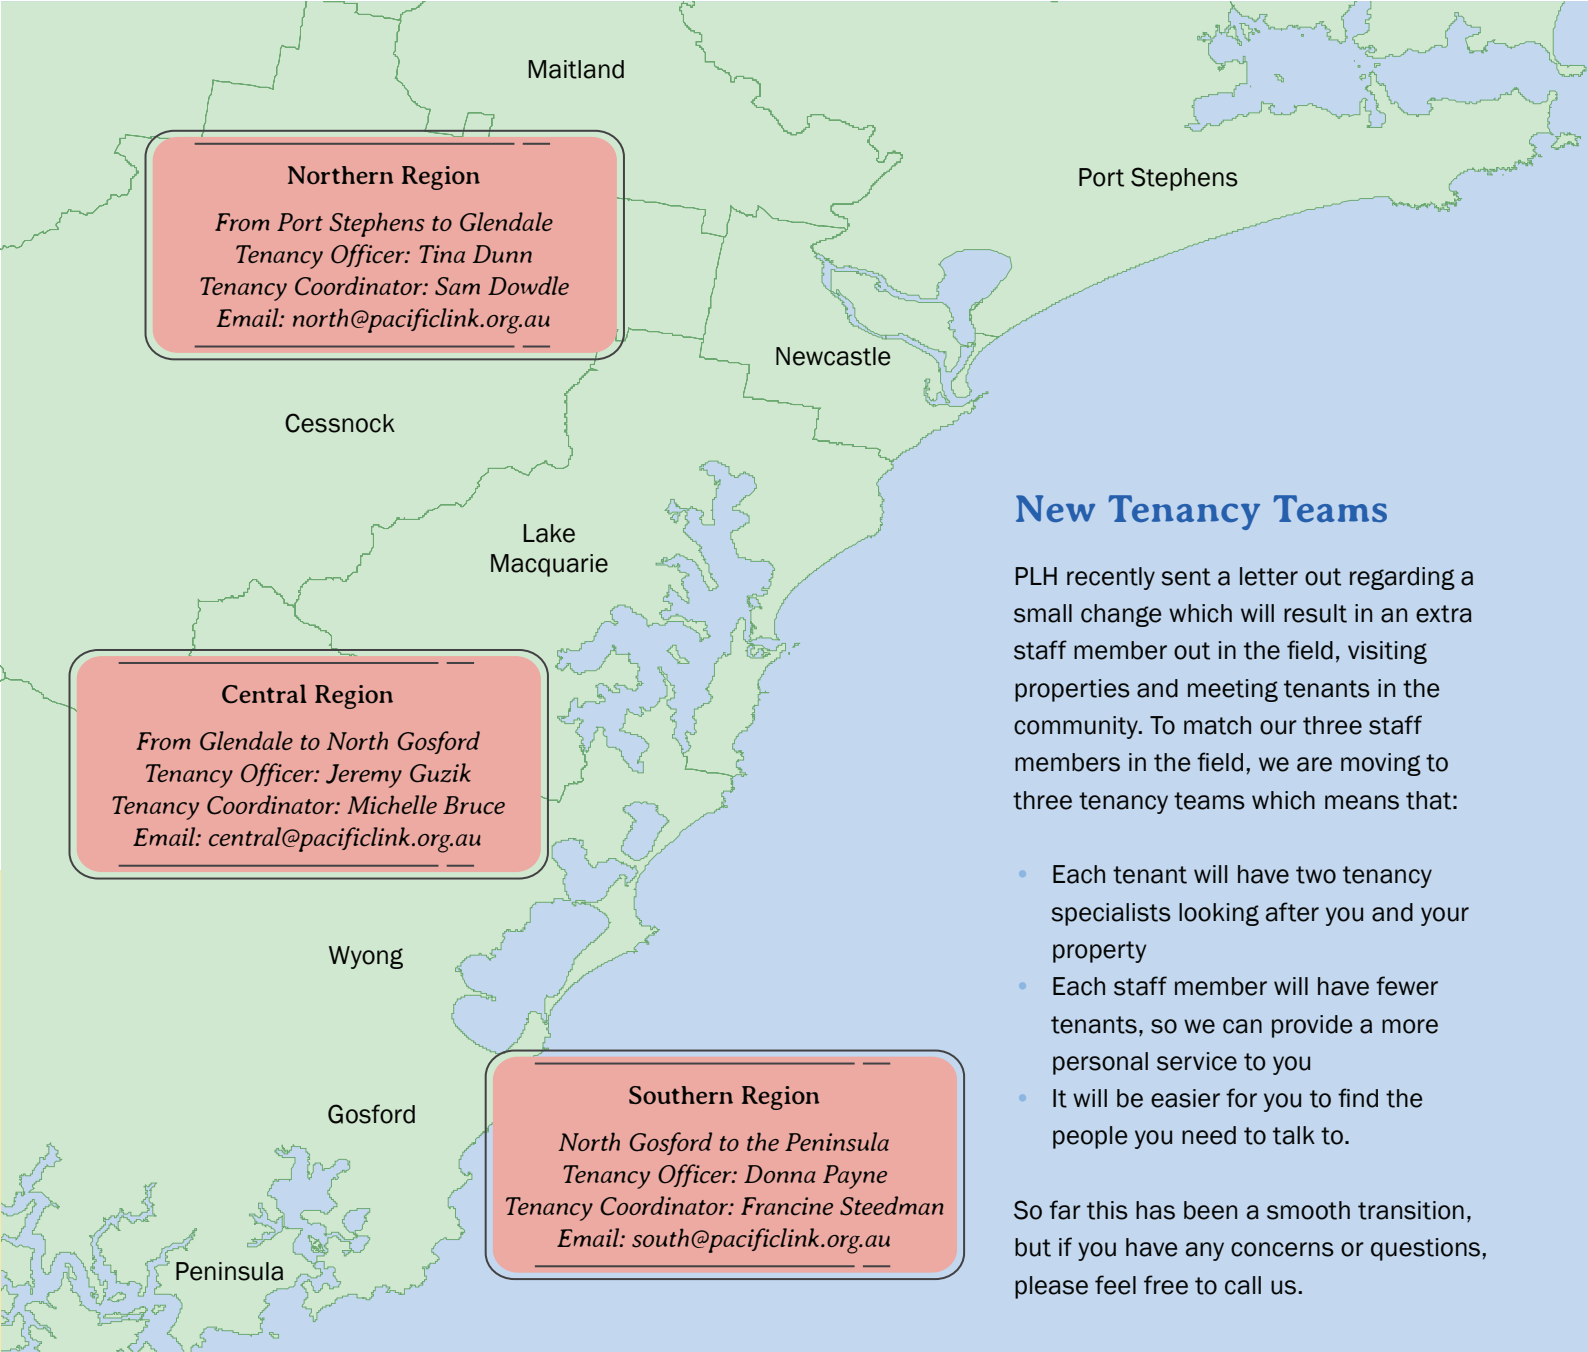 Maitland
Port Stephens
Northern Region
From Port Stephens to Glendale
Tenancy Officer: Tina Dunn
Tenancy Coordinator: Sam Dowdle
Email: north@pacificlink.org.au
Newcastle
Cessnock
Lake
Macquarie
Central Region
From Glendale to North Gosford
Tenancy Officer: Jeremy Guzik
Tenancy Coordinator: Michelle Bruce
Email: central@pacificlink.org.au
Wyong
Gosford
Southern Region
North Gosford to the Peninsula
Tenancy Officer: Donna Payne
Tenancy Coordinator: Francine Steedman
Email: south@pacificlink.org.au
Peninsula
New Tenancy Teams
PLH recently sent a letter out regarding a
small change which will result in an extra
staff member out in the field, visiting
properties and meeting tenants in the
community. To match our three staff
members in the field, we are moving to
three tenancy teams which means that:
• Each tenant will have two tenancy
specialists looking after you and your
property
• Each staff member will have fewer
tenants, so we can provide a more
personal service to you
• It will be easier for you to find the
people you need to talk to.
So far this has been a smooth transition,
but if you have any concerns or questions,
please feel free to call us.